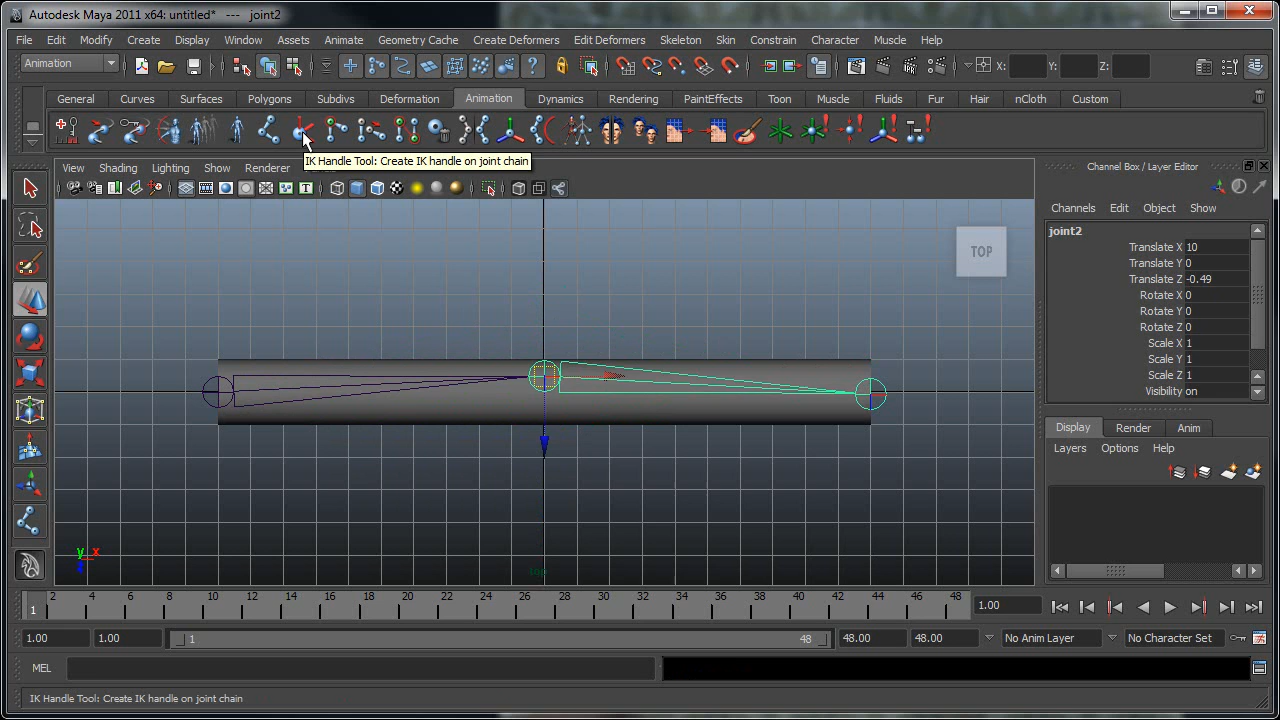 Autodesk Maya 2011 x64: untitled* --- joint2
File Edit Modify Create Display Window Assets Animate Geometry Cache Create Deformers Edit Deformers Skeleton Skin Constrain Character Muscle Help
Animation X: Y: Z:
General Curves Surfaces Polygons Subdivs Deformation Animation Dynamics Rendering PaintEffects Toon Muscle Fluids Fur Hair nCloth Custom
IK Handle Tool: Create IK handle on joint chain
View Shading Lighting Show Renderer
Channel Box / Layer Editor
Channels Edit Object Show
joint2
Translate X 10
Translate Y 0
Translate Z -0.49
Rotate X 0
Rotate Y 0
Rotate Z 0
Scale X 1
Scale Y 1
Scale Z 1
Visibility on
TOP
Display Render Anim
Layers Options Help
y x
z
top
1 2 4 6 8 10 12 14 16 18 20 22 24 26 28 30 32 34 36 38 40 42 44 46 48 1.00
1.00 1.00 1 48 48.00 48.00 No Anim Layer No Character Set
MEL
IK Handle Tool: Create IK handle on joint chain